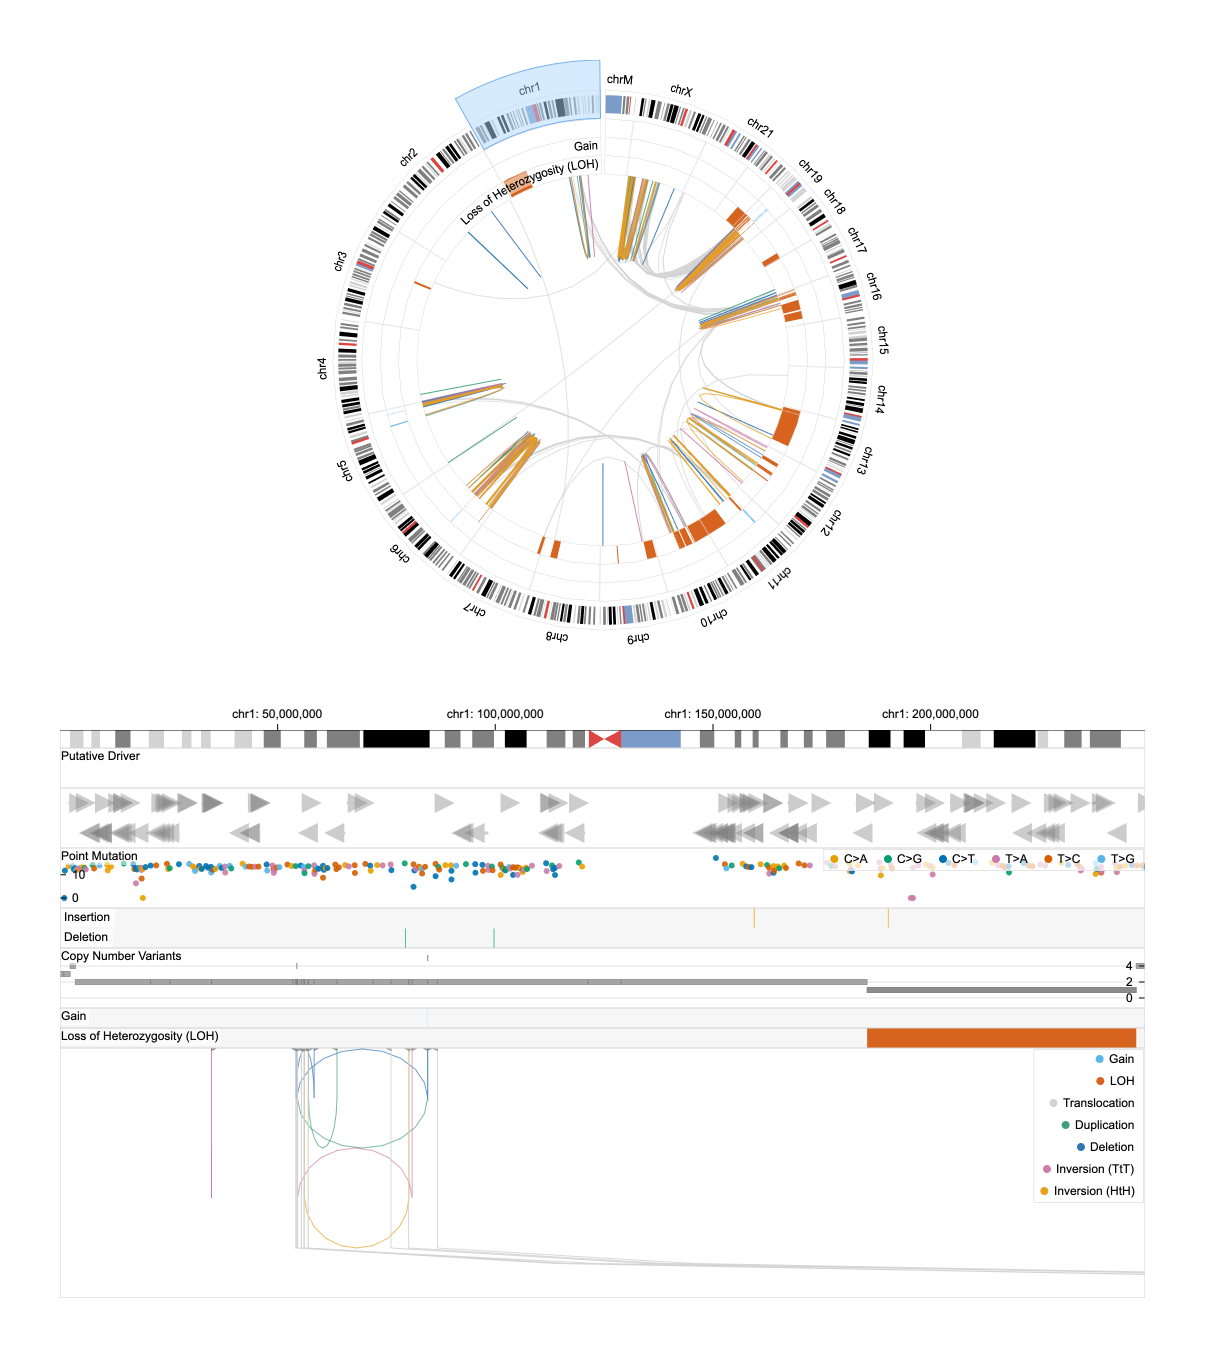 chrM
chrX
chr1
chr21
Gain
chr2
chr19
Loss of Heterozygosity (LOH)
chr18
chr17
chr3
chr16
chr15
chr4
chr14
chr5
chr13
chr12
chr6
chr11
chr7
chr10
chr8
chr9
chr1: 50,000,000 chr1: 100,000,000 chr1: 150,000,000 chr1: 200,000,000
Putative Driver
Point Mutation
C>A C>G C>T T>A T>C T>G
10
0
Insertion
Deletion
Copy Number Variants
4
2
0
Gain
Loss of Heterozygosity (LOH)
Gain
LOH
Translocation
Duplication
Deletion
Inversion (TtT)
Inversion (HtH)